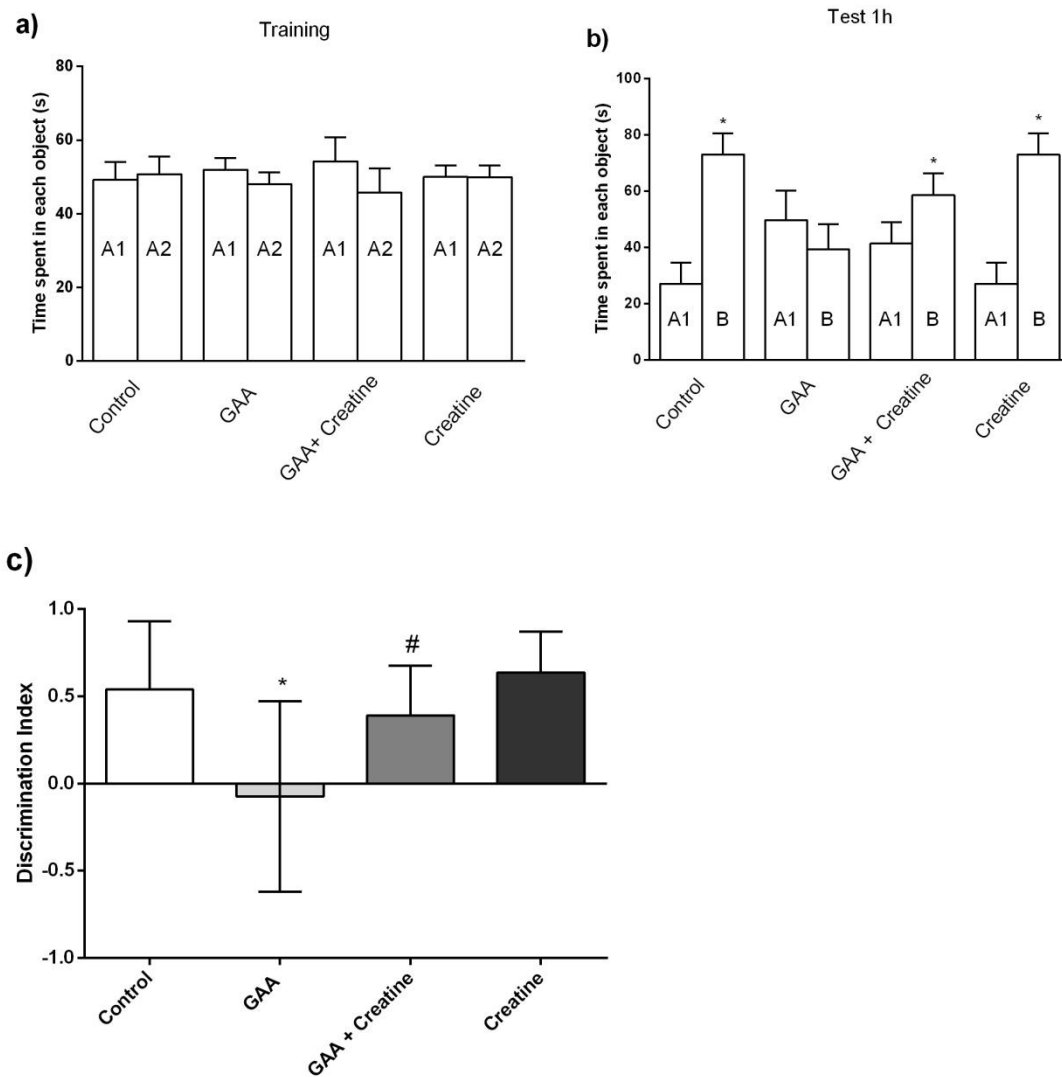 a)
Training
Time spent in each object (s)
80
60
40
20
0
A1 A2 A1 A2 A1 A2 A1 A2
Control
GAA
GAA+ Creatine
Creatine
b)
Test 1h
Time spent in each object (s)
100
80
60
40
20
0
* * *
A1 B A1 B A1 B A1 B
Control
GAA
GAA + Creatine
Creatine
c)
Discrimination Index
1.0
0.5
0.0
-0.5
-1.0
* #
Control
GAA
GAA + Creatine
Creatine